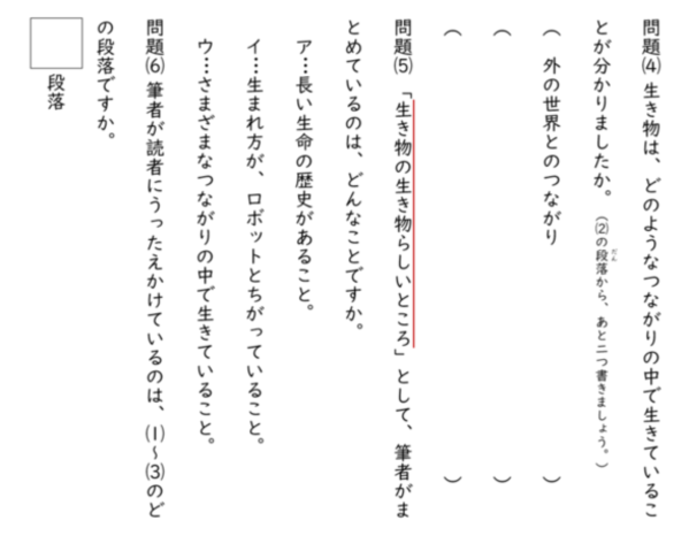 問題⑷ 生き物は、どのようなつながりの中で生きているこ
とが分かりましたか。(②の段落から、あと二つ書きましょう。)
だん
( 外の世界とのつながり )
( )
( )
問題⑸ 「生き物の生き物らしいところ」として、筆者がま
とめているのは、どんなことですか。
ア…長い生命の歴史があること。
イ…生まれ方が、ロボットとちがっていること。
ウ…さまざまなつながりの中で生きていること。
問題⑹ 筆者が読者にうったえかけているのは、⑴〜⑶のど
の段落ですか。
段落